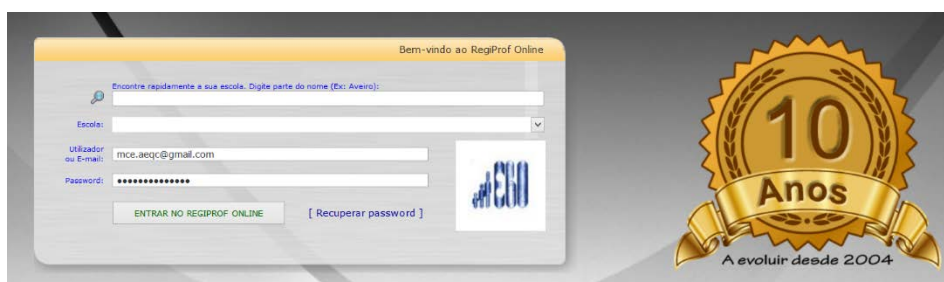 Bem-vindo ao RegiProf Online
Encontre rapidamente a sua escola. Digite parte do nome (Ex: Aveiro):
Escola:
Utilizador
ou E-mail:
mce.aeqc@gmail.com
Password:
••••••••••••••
ENTRAR NO REGIPROF ONLINE
[ Recuperar password ]
10
Anos
A evoluir desde 2004